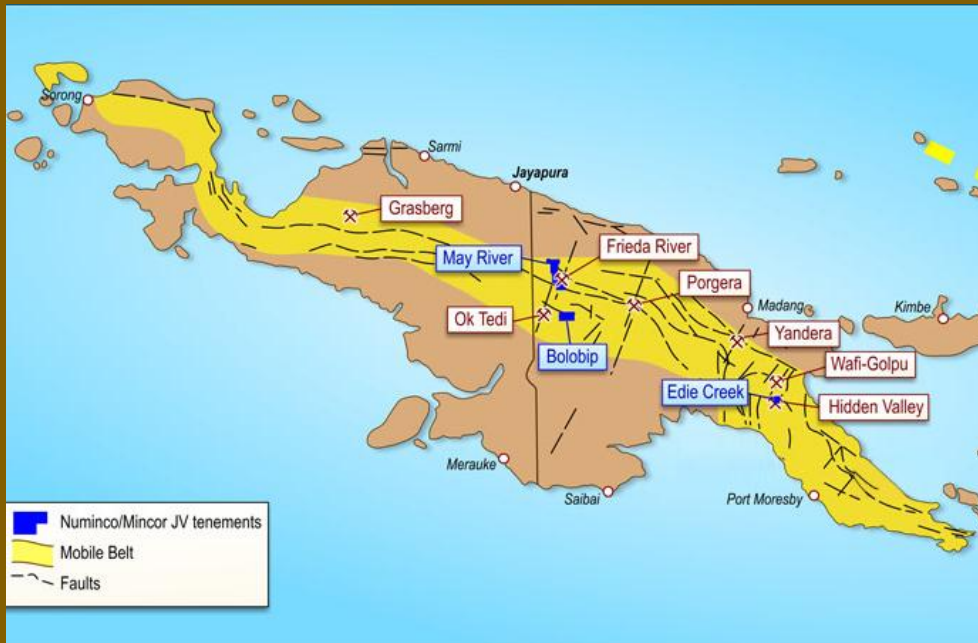 Sorong
Sarmi
Jayapura
Grasberg
May River
Frieda River
Porgera
Madang
Kimbe
Ok Tedi
Yandera
Bolobip
Wafi-Golpu
Edie Creek
Hidden Valley
Merauke
Saibai
Port Moresby
Numinco/Mincor JV tenements
Mobile Belt
Faults